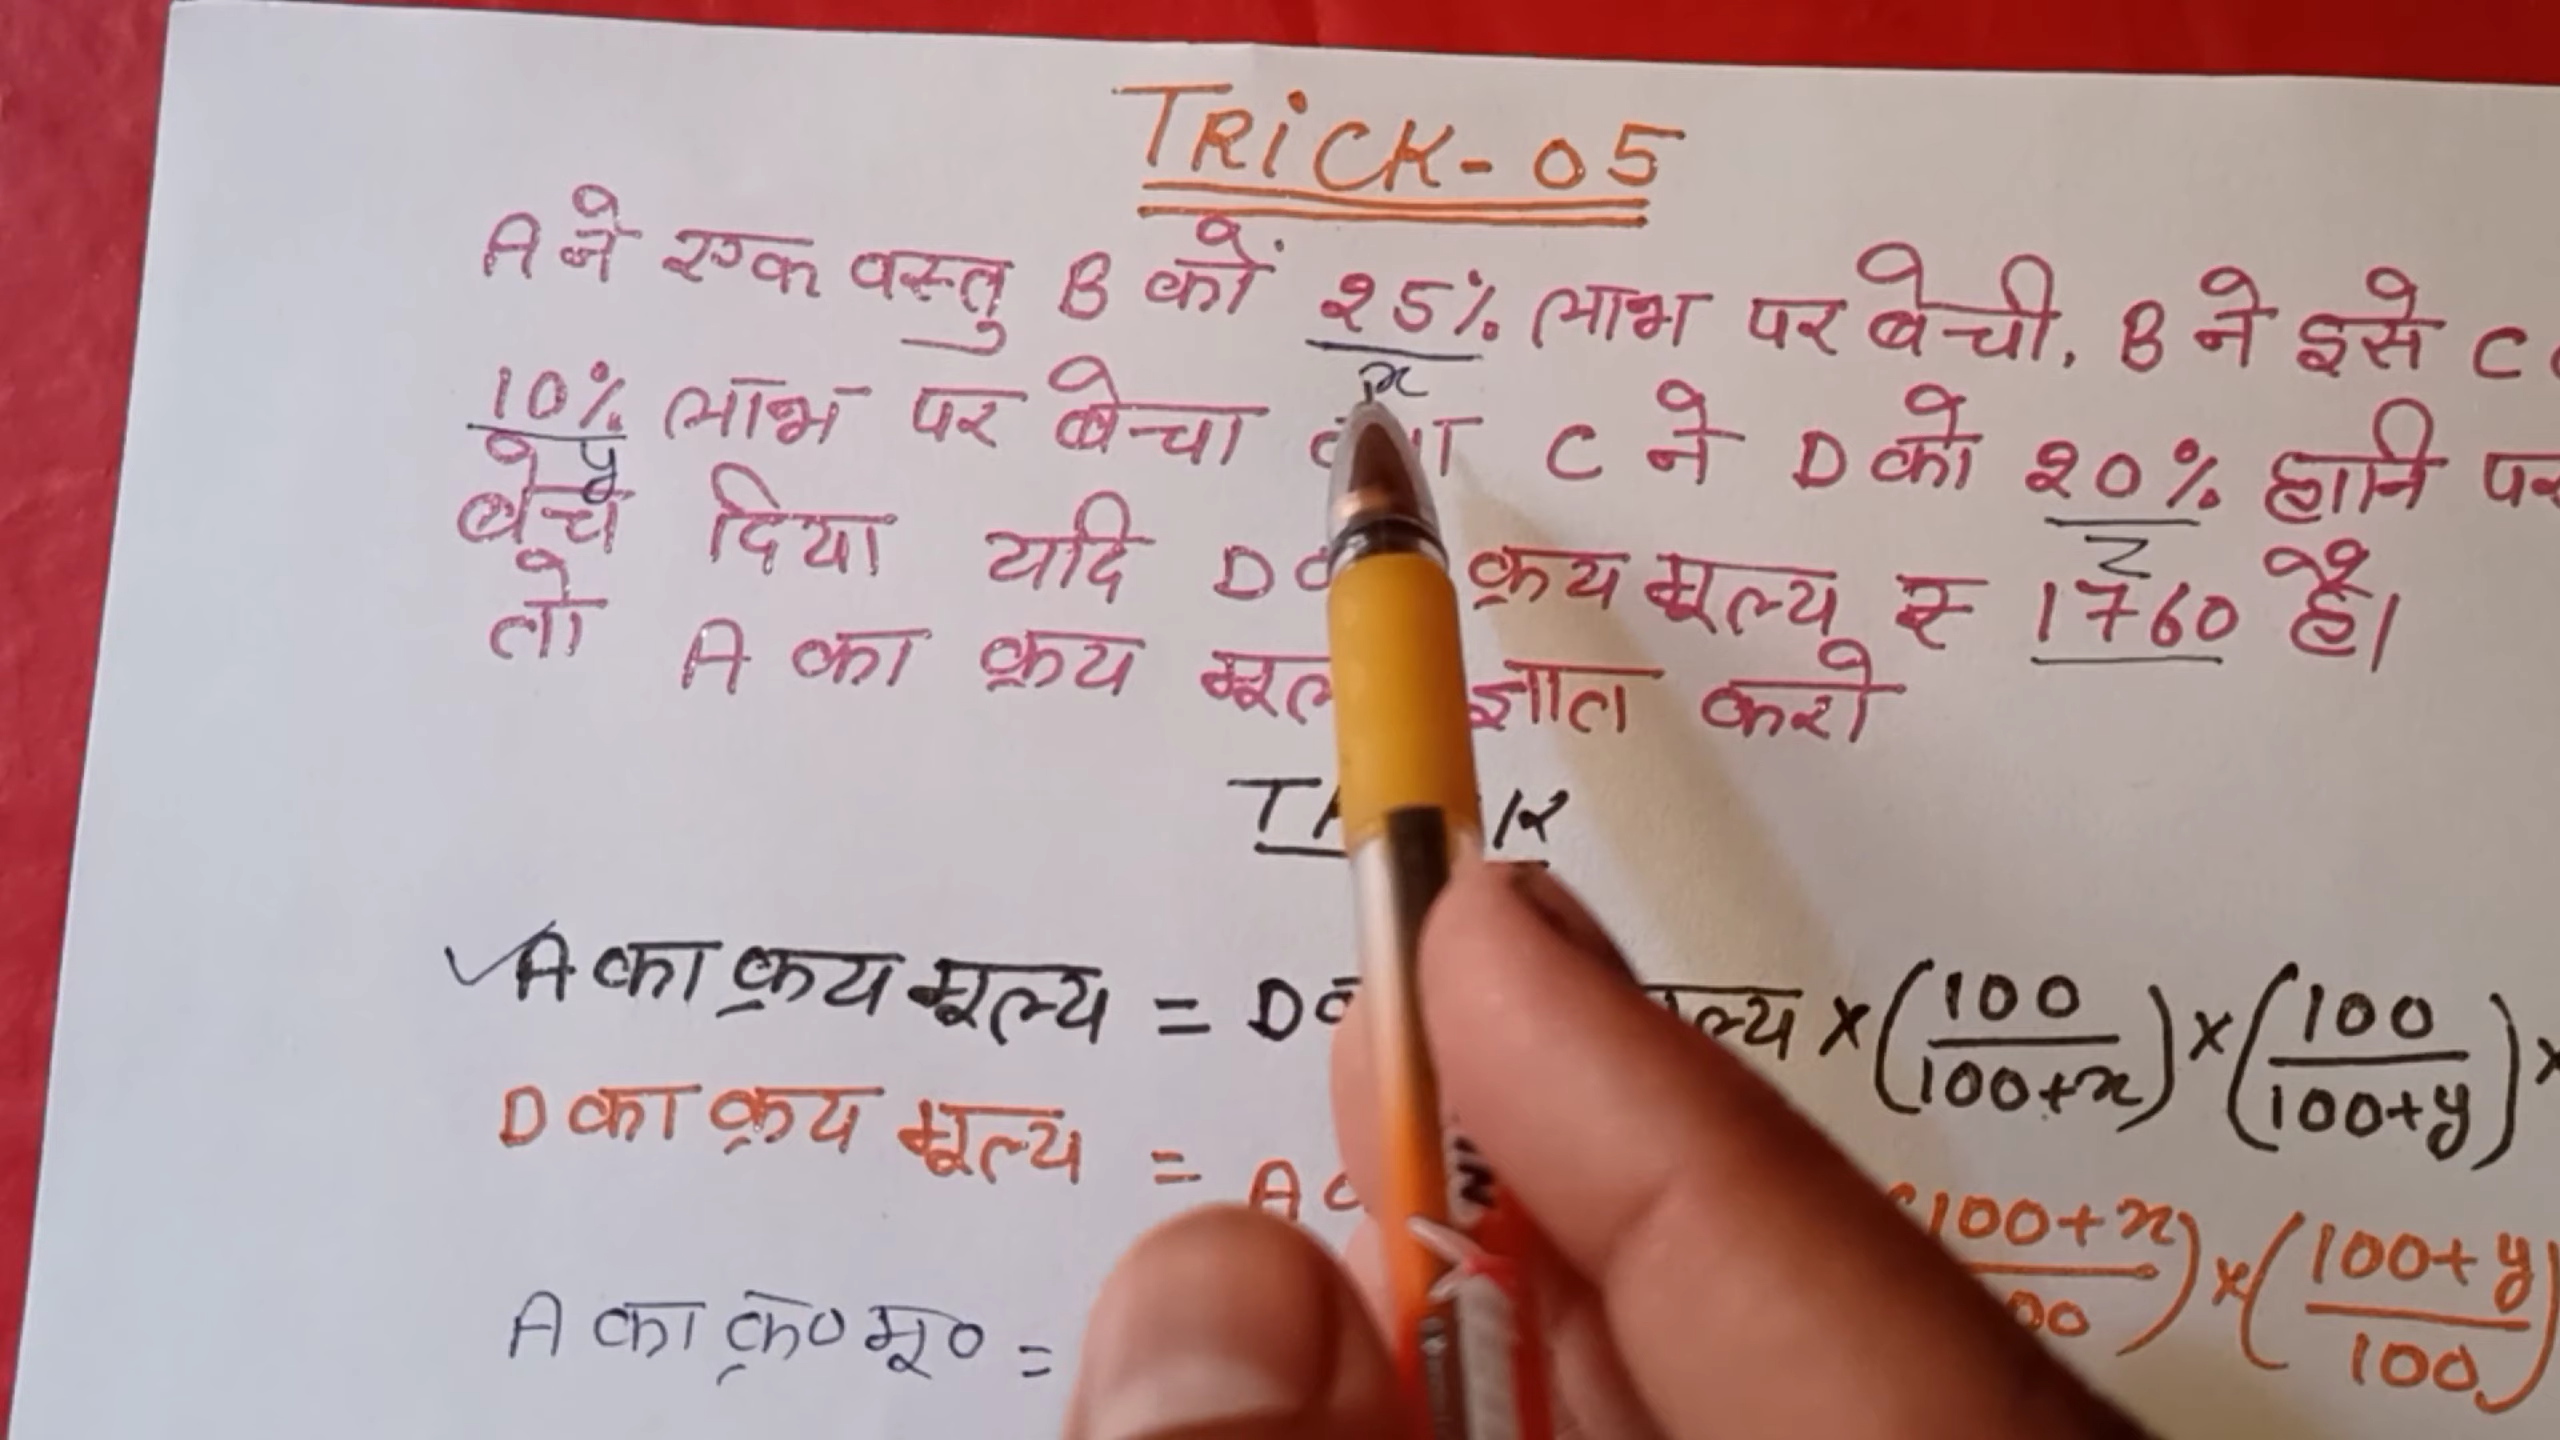 TRiCK-05
A ने एक वस्तु B को 25% लाभ पर बेची, B ने इसे C
x
10% लाभ पर बेचा C ने D को 20% हानि पर
y
z
बेच दिया यदि D क्रय मूल्य रु 1760 है।
तो A का क्रय ज्ञात करो
✓A का क्रय मूल्य = D × (100/100+x) × (100/100+y) ×
D का क्रय मूल्य = A (100+x) × (100+y/100)
A का क्र० मू० =